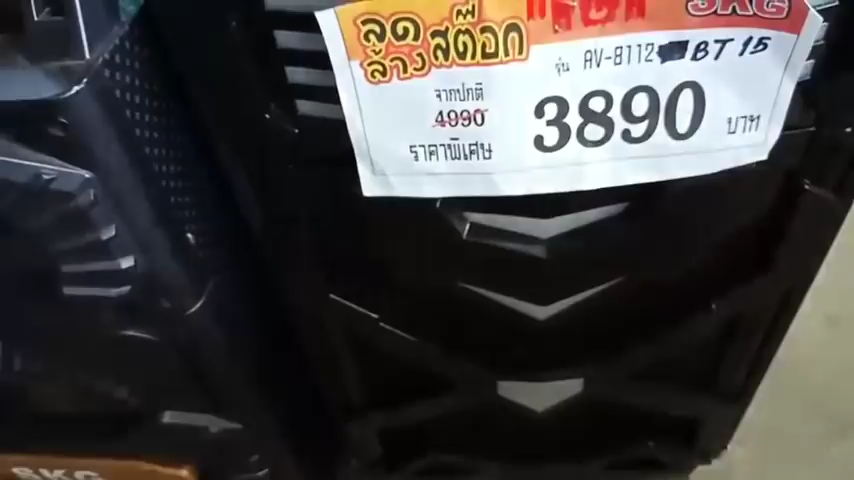 ลด
ล้าง
สต๊อก
SKG
รุ่น AV-8112 BT 15
จากปกติ
4990
ราคาพิเศษ
3890 บาท
SKG